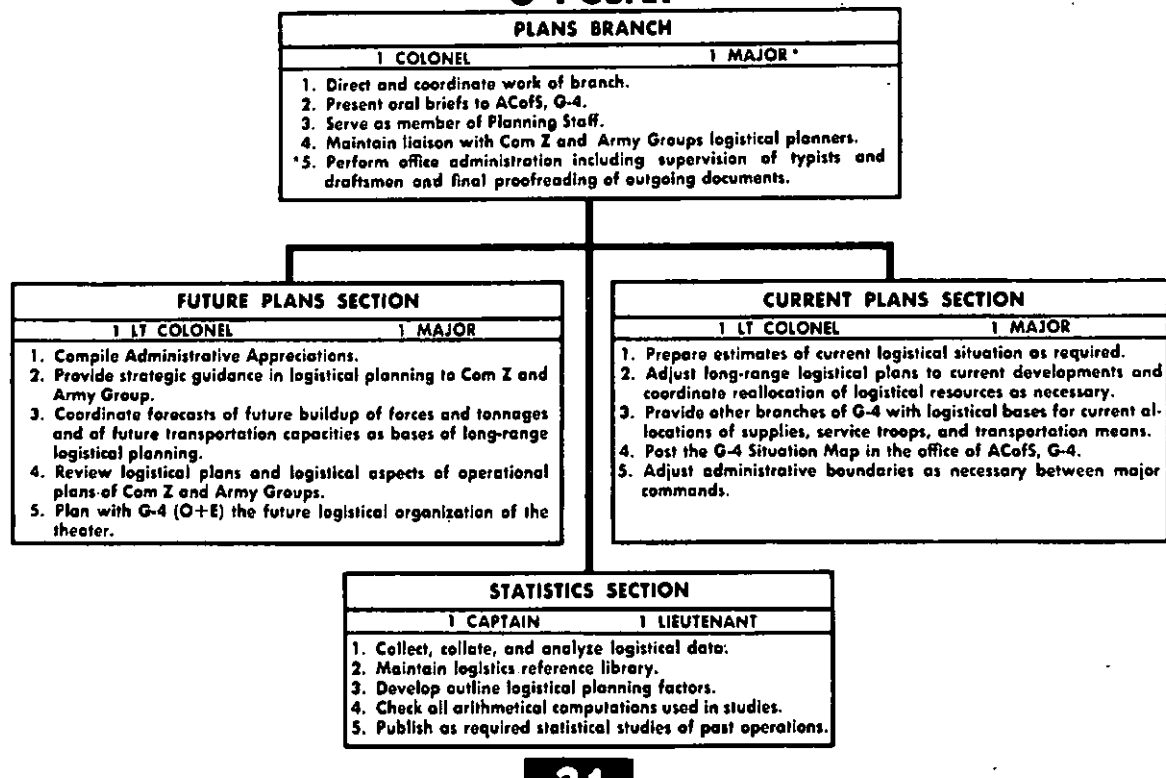 PLANS BRANCH
1 COLONEL 1 MAJOR*
1. Direct and coordinate work of branch.
2. Present oral briefs to ACofS, G-4.
3. Serve as member of Planning Staff.
4. Maintain liaison with Com Z and Army Groups logistical planners.
*5. Perform office administration including supervision of typists and
draftsmen and final proofreading of outgoing documents.
FUTURE PLANS SECTION
1 LT COLONEL 1 MAJOR
1. Compile Administrative Appreciations.
2. Provide strategic guidance in logistical planning to Com Z and
Army Group.
3. Coordinate forecasts of future buildup of forces and tonnages
and of future transportation capacities as bases of long-range
logistical planning.
4. Review logistical plans and logistical aspects of operational
plans of Com Z and Army Groups.
5. Plan with G-4 (O+E) the future logistical organization of the
theater.
CURRENT PLANS SECTION
1 LT COLONEL 1 MAJOR
1. Prepare estimates of current logistical situation as required.
2. Adjust long-range logistical plans to current developments and
coordinate reallocation of logistical resources as necessary.
3. Provide other branches of G-4 with logistical bases for current al-
locations of supplies, service troops, and transportation means.
4. Post the G-4 Situation Map in the office of ACofS, G-4.
5. Adjust administrative boundaries as necessary between major
commands.
STATISTICS SECTION
1 CAPTAIN 1 LIEUTENANT
1. Collect, collate, and analyze logistical data.
2. Maintain logistics reference library.
3. Develop outline logistical planning factors.
4. Check all arithmetical computations used in studies.
5. Publish as required statistical studies of past operations.